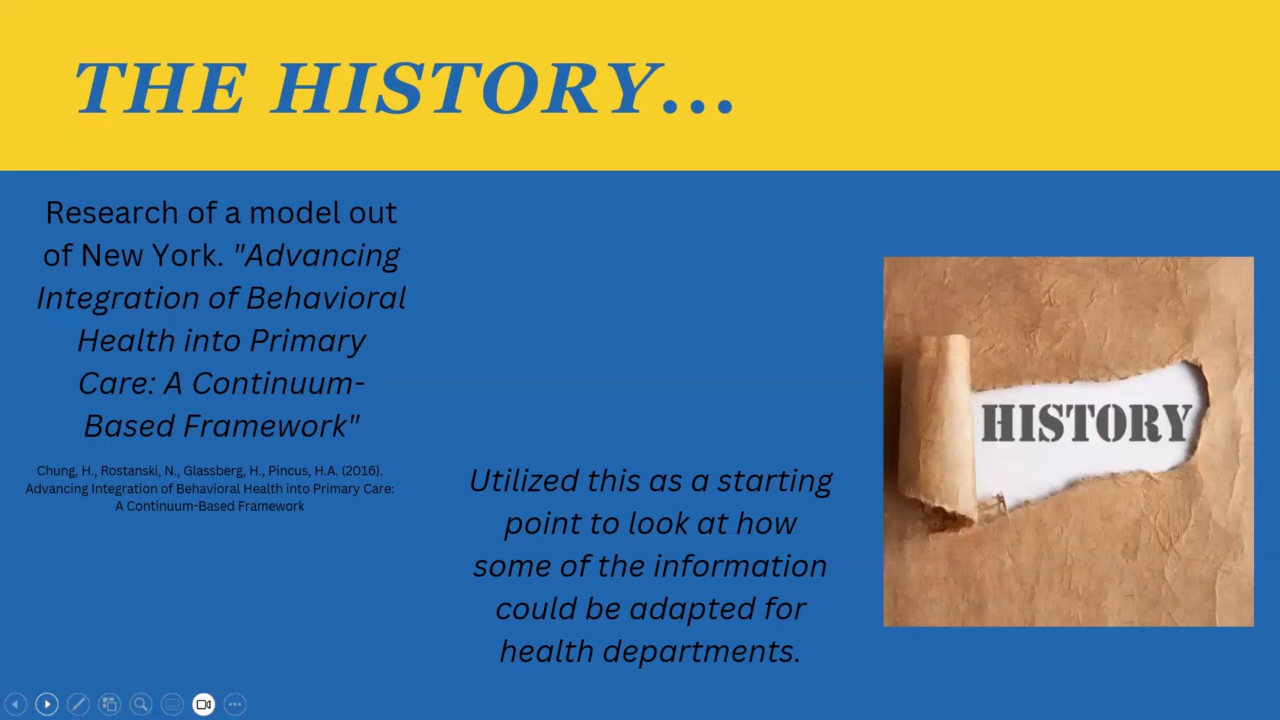 THE HISTORY...
Research of a model out
of New York. "Advancing
Integration of Behavioral
Health into Primary
Care: A Continuum-
Based Framework"
Chung, H., Rostanski, N., Glassberg, H., Pincus, H.A. (2016).
Advancing Integration of Behavioral Health into Primary Care:
A Continuum-Based Framework
Utilized this as a starting
point to look at how
some of the information
could be adapted for
health departments.
HISTORY